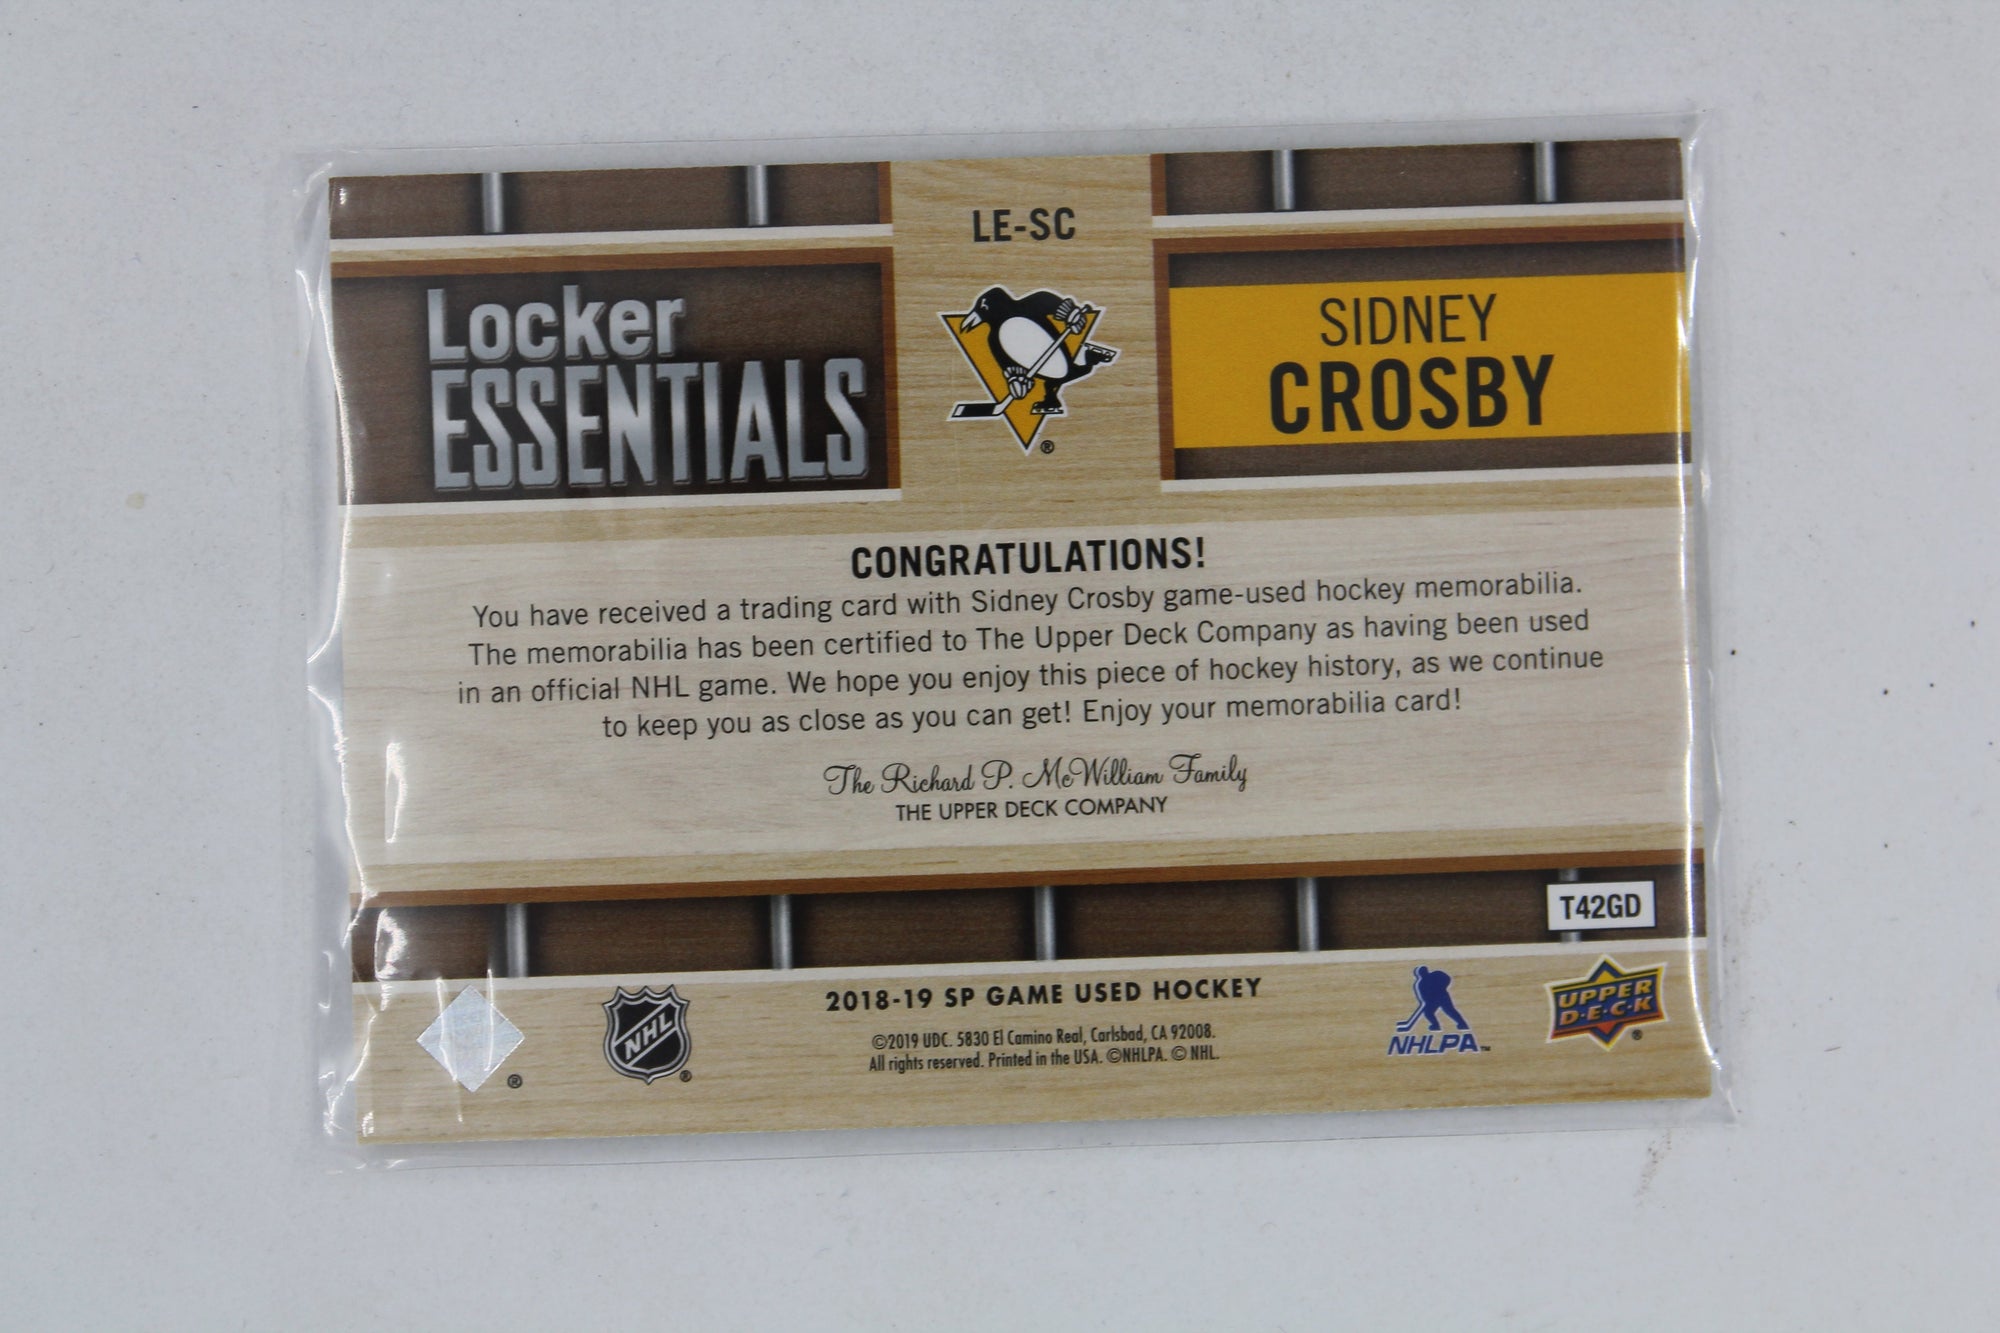 LE-SC
Locker
ESSENTIALS
®
SIDNEY
CROSBY
CONGRATULATIONS!
You have received a trading card with Sidney Crosby game-used hockey memorabilia.
The memorabilia has been certified to The Upper Deck Company as having been used
in an official NHL game. We hope you enjoy this piece of hockey history, as we continue
to keep you as close as you can get! Enjoy your memorabilia card!
The Richard P. McWilliam Family
THE UPPER DECK COMPANY
T42GD
®
NHL
®
2018-19 SP GAME USED HOCKEY
©2019 UDC. 5830 El Camino Real, Carlsbad, CA 92008.
All rights reserved. Printed in the USA. ©NHLPA. © NHL.
NHLPA™
UPPER
D·E·C·K
®